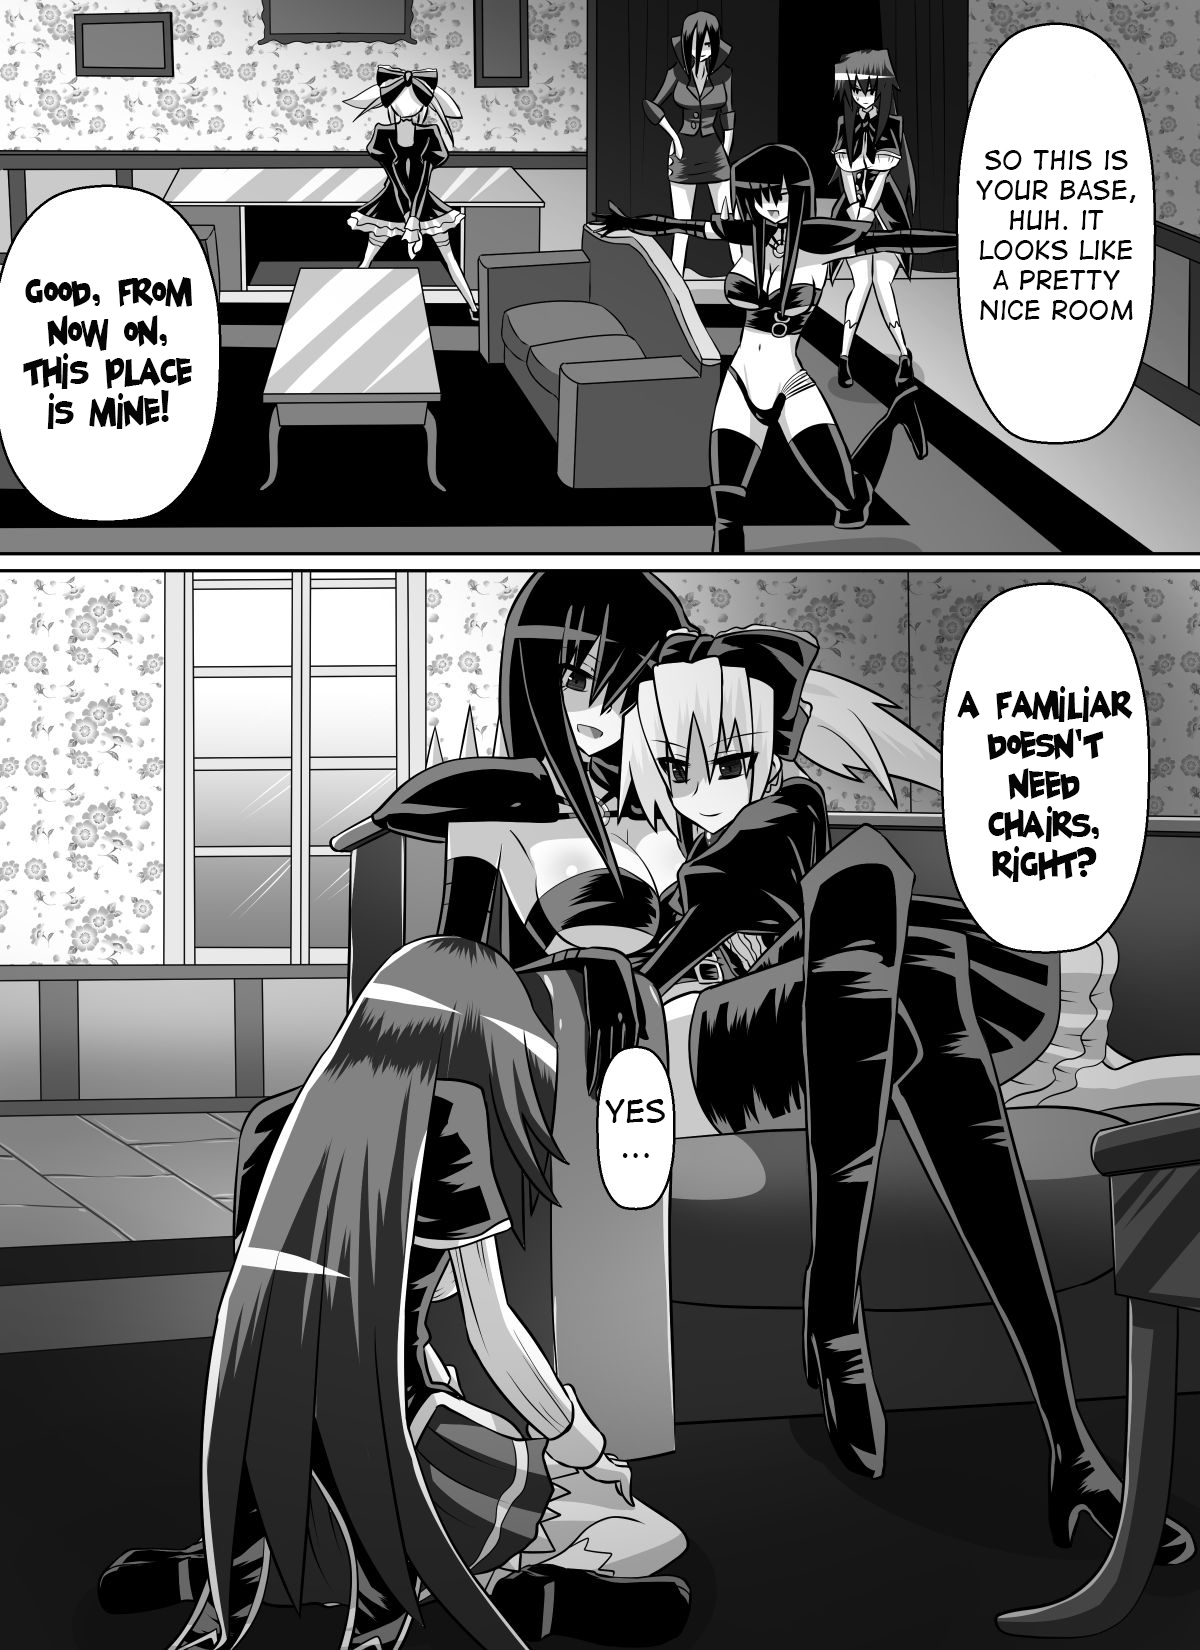 SO THIS IS
YOUR BASE,
HUH. IT
LOOKS LIKE
A PRETTY
NICE ROOM
GOOD, FROM
NOW ON,
THIS PLACE
IS MINE!
A FAMILIAR
DOESN'T
NEED
CHAIRS,
RIGHT?
YES
...